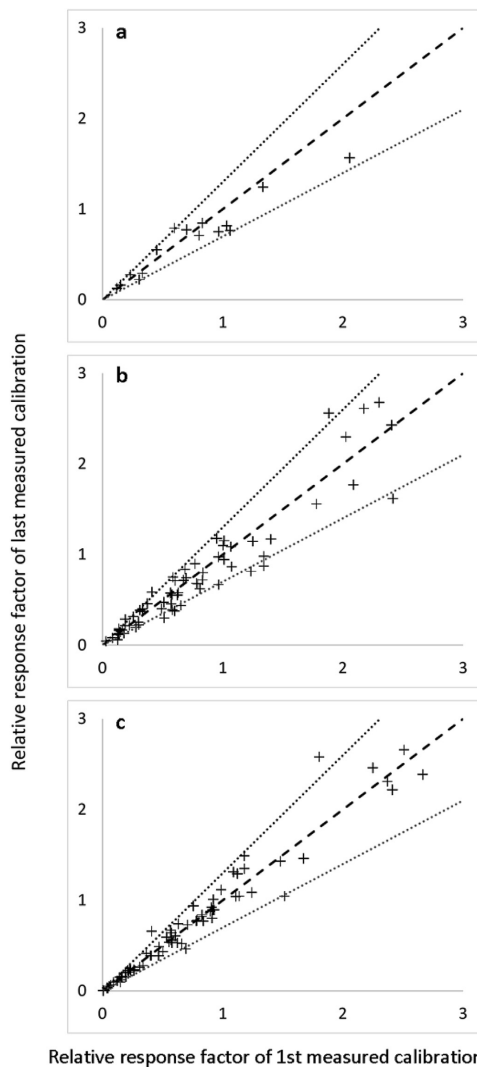 a
3
2
1
0
0 1 2 3
b
3
2
1
0
0 1 2 3
c
3
2
1
0
0 1 2 3
Relative response factor of last measured calibration
Relative response factor of 1st measured calibration